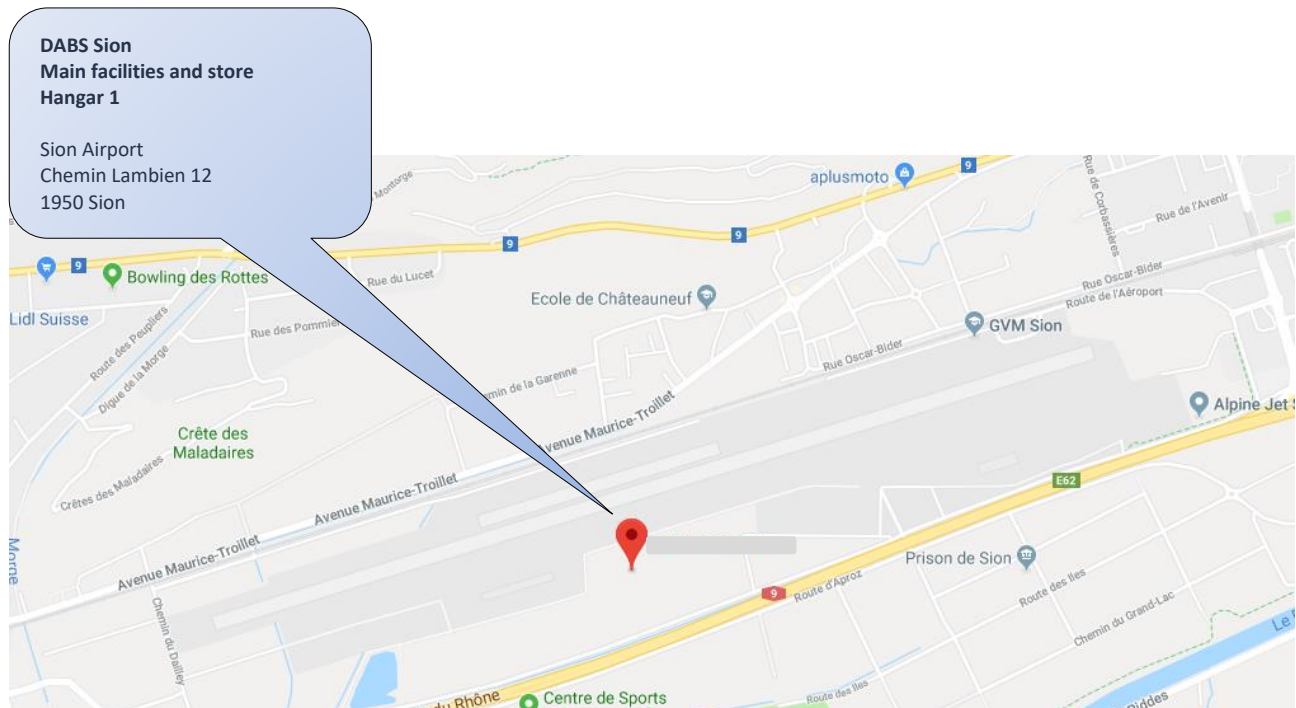 DABS Sion
Main facilities and store
Hangar 1
Sion Airport
Chemin Lambien 12
1950 Sion
Montorge
aplusmoto
9
Rue de Corbassières
Rue de l'Avenir
9
9
9
Bowling des Rottes
Rue du Lucet
Lidl Suisse
Ecole de Châteauneuf
Rue Oscar-Bider
Route de l'Aéroport
GVM Sion
Rue des Pommier
Route des Peupliers
Digue de la Morge
Rue Oscar-Bider
Chemin de la Garenne
Alpine Jet S
Avenue Maurice-Troillet
Crête des
Maladaires
Crêtes des Maladaires
E62
Avenue Maurice-Troillet
Morge
Avenue Maurice-Troillet
Prison de Sion
Route des Iles
9
Route d'Aproz
Chemin du Dailley
Chemin du Grand-Lac
Le
du Rhône
Centre de Sports
Route des Iles
Riddes